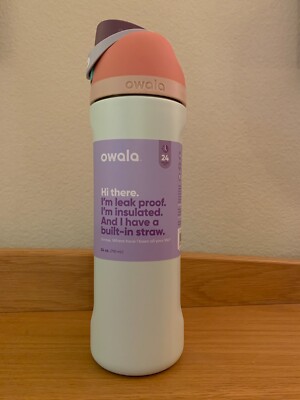 owala
owala
24
Hi there.
I'm leak proof.
I'm insulated.
And I have a
built-in straw.